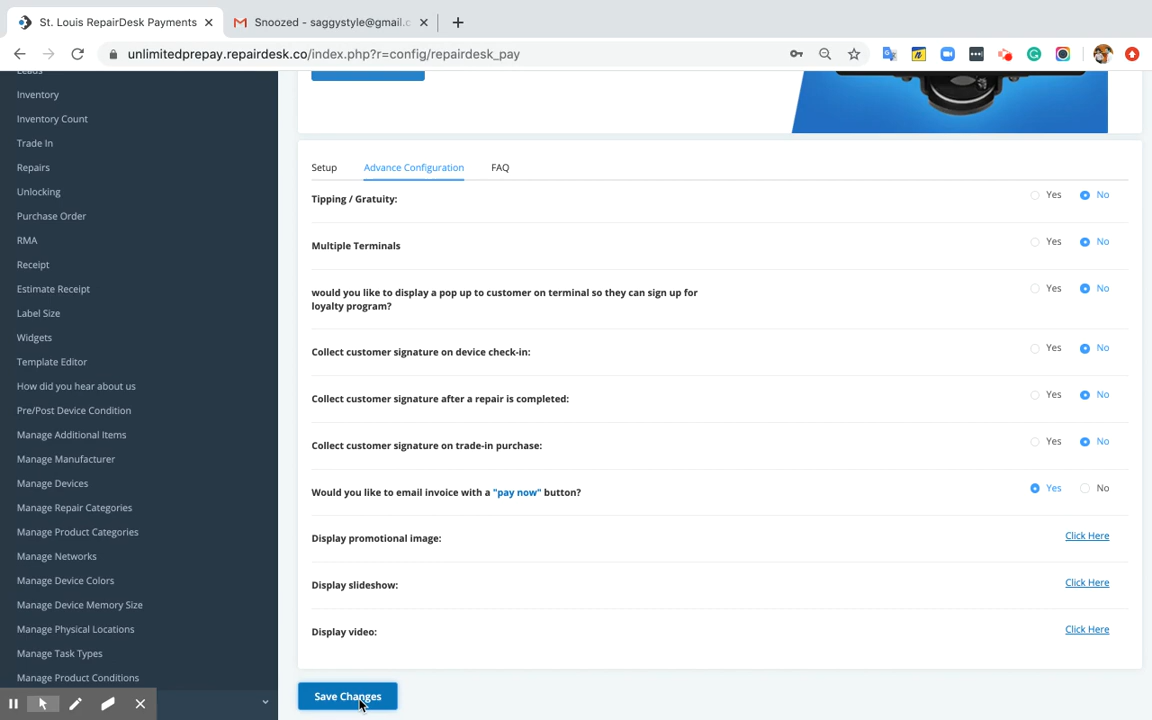 St. Louis RepairDesk Payments
Snoozed - saggystyle@gmail.c
unlimitedprepay.repairdesk.co/index.php?r=config/repairdesk_pay
Leads
Inventory
Inventory Count
Trade In
Repairs
Unlocking
Purchase Order
RMA
Receipt
Estimate Receipt
Label Size
Widgets
Template Editor
How did you hear about us
Pre/Post Device Condition
Manage Additional Items
Manage Manufacturer
Manage Devices
Manage Repair Categories
Manage Product Categories
Manage Networks
Manage Device Colors
Manage Device Memory Size
Manage Physical Locations
Manage Task Types
Manage Product Conditions
Setup Advance Configuration FAQ
Tipping / Gratuity: Yes No
Multiple Terminals Yes No
would you like to display a pop up to customer on terminal so they can sign up for Yes No
loyalty program?
Collect customer signature on device check-in: Yes No
Collect customer signature after a repair is completed: Yes No
Collect customer signature on trade-in purchase: Yes No
Would you like to email invoice with a "pay now" button? Yes No
Display promotional image: Click Here
Display slideshow: Click Here
Display video: Click Here
Save Changes